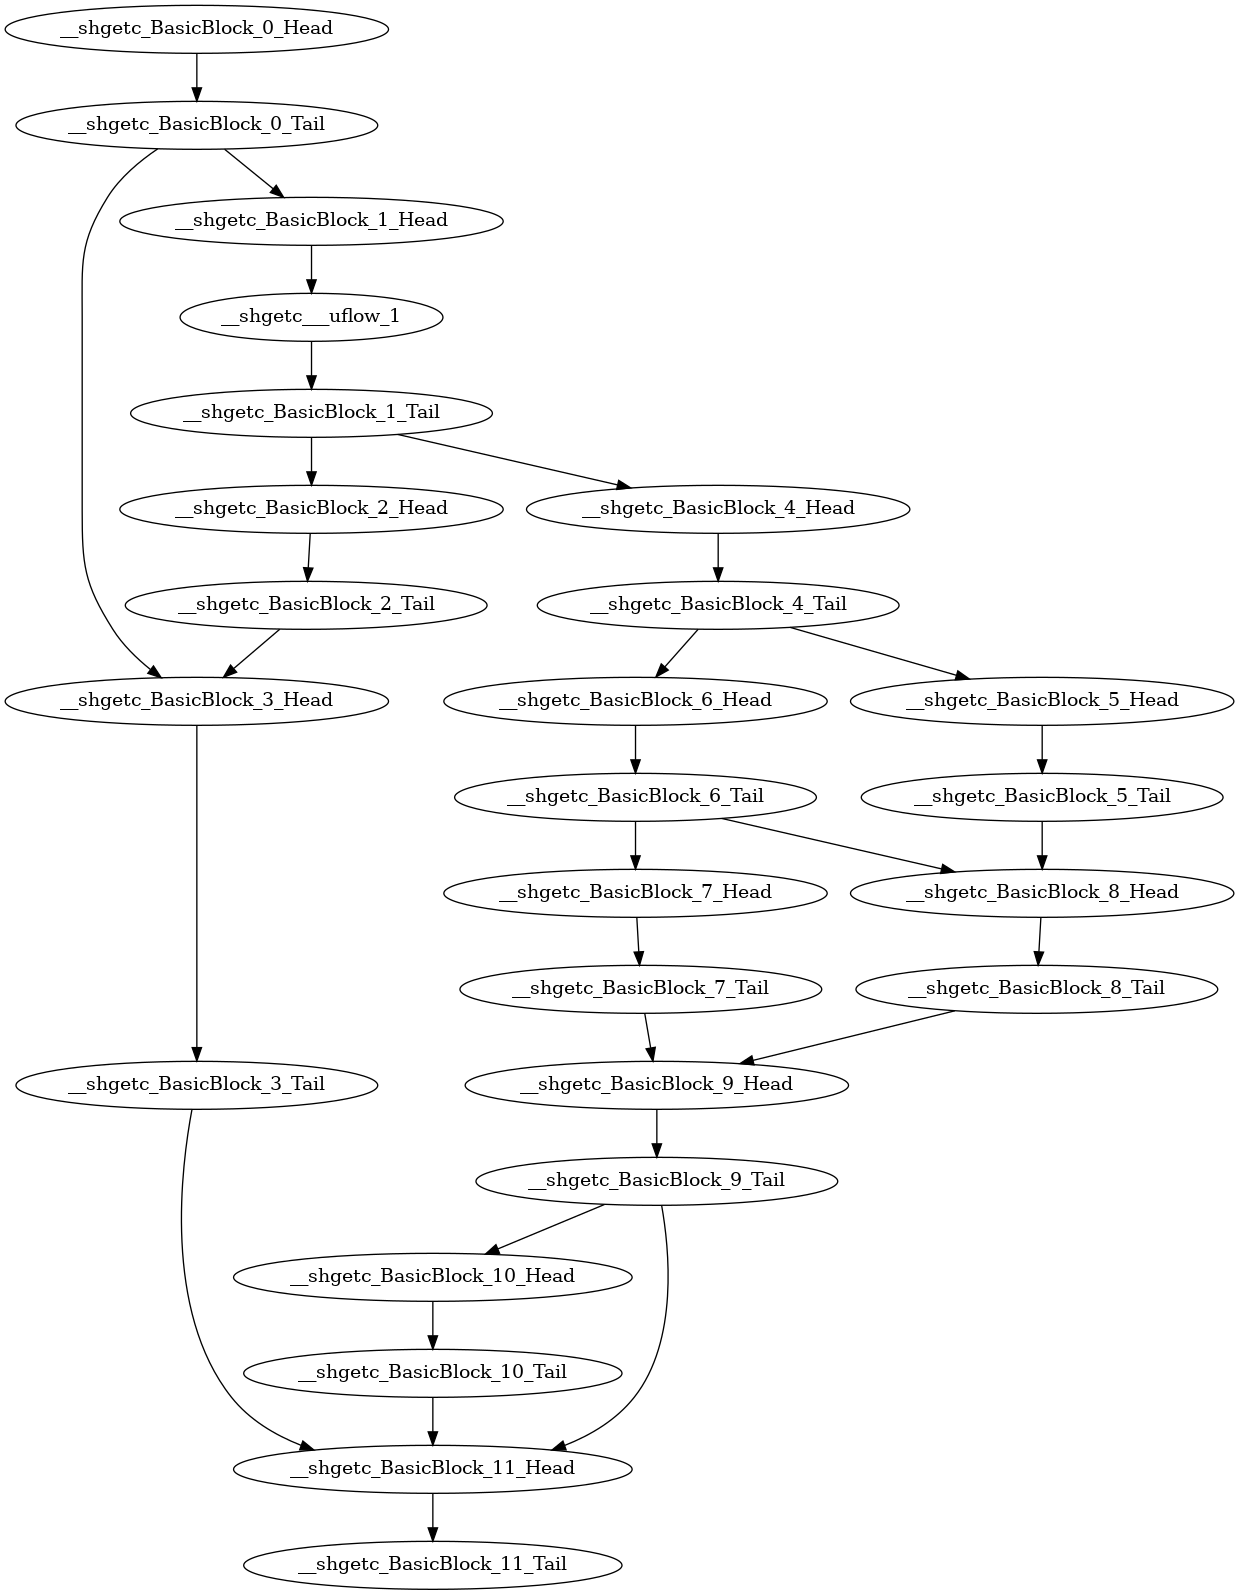 __shgetc_BasicBlock_0_Head
__shgetc_BasicBlock_0_Tail
__shgetc_BasicBlock_1_Head
__shgetc___uflow_1
__shgetc_BasicBlock_1_Tail
__shgetc_BasicBlock_2_Head
__shgetc_BasicBlock_4_Head
__shgetc_BasicBlock_2_Tail
__shgetc_BasicBlock_4_Tail
__shgetc_BasicBlock_3_Head
__shgetc_BasicBlock_6_Head
__shgetc_BasicBlock_5_Head
__shgetc_BasicBlock_6_Tail
__shgetc_BasicBlock_5_Tail
__shgetc_BasicBlock_7_Head
__shgetc_BasicBlock_8_Head
__shgetc_BasicBlock_7_Tail
__shgetc_BasicBlock_8_Tail
__shgetc_BasicBlock_3_Tail
__shgetc_BasicBlock_9_Head
__shgetc_BasicBlock_9_Tail
__shgetc_BasicBlock_10_Head
__shgetc_BasicBlock_10_Tail
__shgetc_BasicBlock_11_Head
__shgetc_BasicBlock_11_Tail